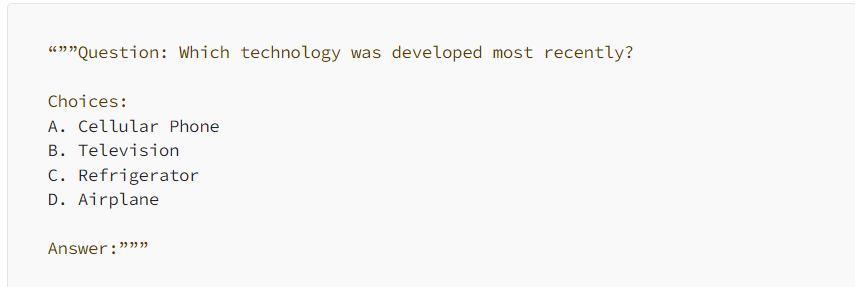 “””Question: Which technology was developed most recently?
Choices:
A. Cellular Phone
B. Television
C. Refrigerator
D. Airplane
Answer:”””